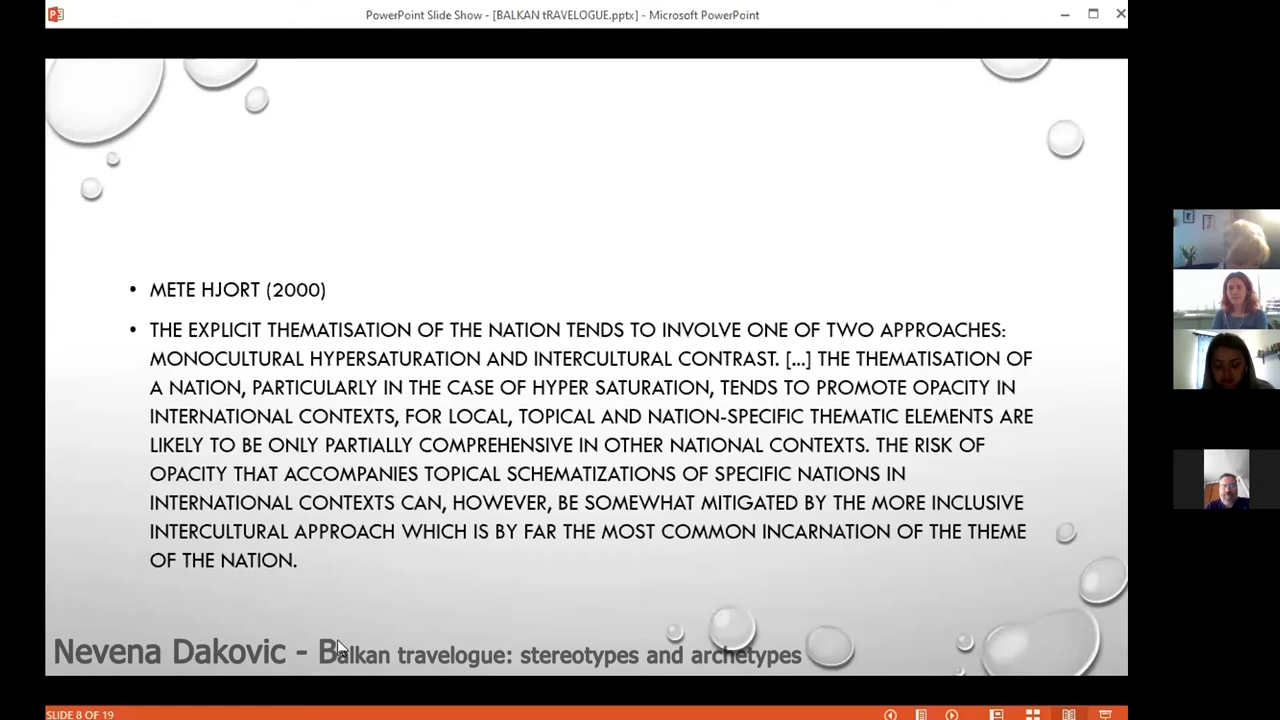 PowerPoint Slide Show - [BALKAN tRAVELOGUE.pptx] - Microsoft PowerPoint
• METE HJORT (2000)
• THE EXPLICIT THEMATISATION OF THE NATION TENDS TO INVOLVE ONE OF TWO APPROACHES:
MONOCULTURAL HYPERSATURATION AND INTERCULTURAL CONTRAST. [...] THE THEMATISATION OF
A NATION, PARTICULARLY IN THE CASE OF HYPER SATURATION, TENDS TO PROMOTE OPACITY IN
INTERNATIONAL CONTEXTS, FOR LOCAL, TOPICAL AND NATION-SPECIFIC THEMATIC ELEMENTS ARE
LIKELY TO BE ONLY PARTIALLY COMPREHENSIVE IN OTHER NATIONAL CONTEXTS. THE RISK OF
OPACITY THAT ACCOMPANIES TOPICAL SCHEMATIZATIONS OF SPECIFIC NATIONS IN
INTERNATIONAL CONTEXTS CAN, HOWEVER, BE SOMEWHAT MITIGATED BY THE MORE INCLUSIVE
INTERCULTURAL APPROACH WHICH IS BY FAR THE MOST COMMON INCARNATION OF THE THEME
OF THE NATION.
Nevena Dakovic - Balkan travelogue: stereotypes and archetypes
SLIDE 8 OF 19